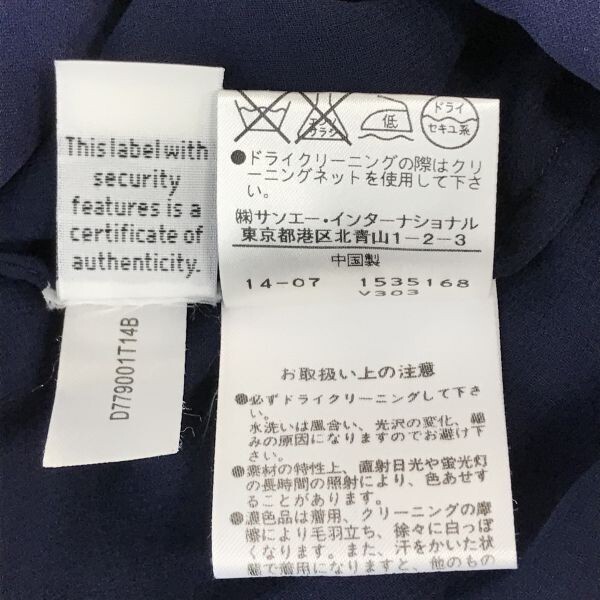 This label with
security
features is a
certificate of
authenticity.
D779001T14B
エンソ
ブラシ
低
ドライ
セキユ系
●ドライクリーニングの際はクリ
ーニングネットを使用して下さ
い。
㈱サンエー・インターナショナル
東京都港区北青山1-2-3
中国製
14-07 1535168
V303
お取扱い上の注意
●必ずドライクリーニングして下さ
い。
水洗いは風合い、光沢の変化、縮
みの原因になりますのでお避け下
さい。
●素材の特性上、直射日光や蛍光灯
の長時間の照射により、色あせす
ることがあります。
●濃色品は着用、クリーニングの摩
擦により毛羽立ち、徐々に白っぽ
くなります。また、汗をかいた状
態で着用になりますと、他のもの